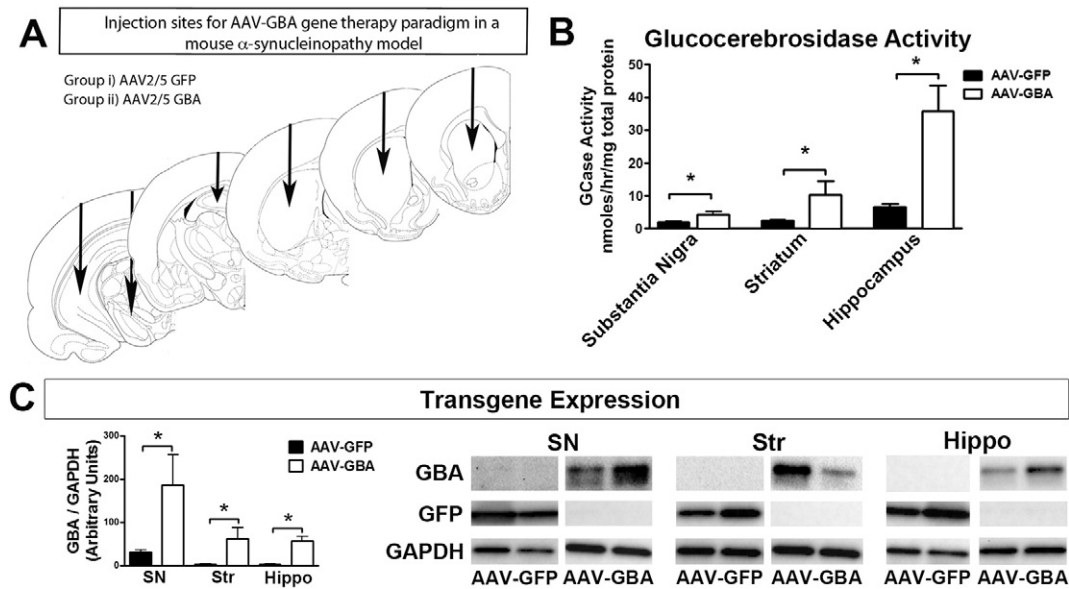 A
Injection sites for AAV-GBA gene therapy paradigm in a
mouse α-synucleinopathy model
Group i) AAV2/5 GFP
Group ii) AAV2/5 GBA
B
Glucocerebrosidase Activity
GCase Activity
nmoles/hr/mg total protein
50
40
30
20
10
0
*
*
*
AAV-GFP
AAV-GBA
Substantia Nigra
Striatum
Hippocampus
C
Transgene Expression
GBA / GAPDH
(Arbitrary Units)
300
200
100
0
*
*
*
AAV-GFP
AAV-GBA
SN Str Hippo
SN Str Hippo
GBA
GFP
GAPDH
AAV-GFP AAV-GBA AAV-GFP AAV-GBA AAV-GFP AAV-GBA